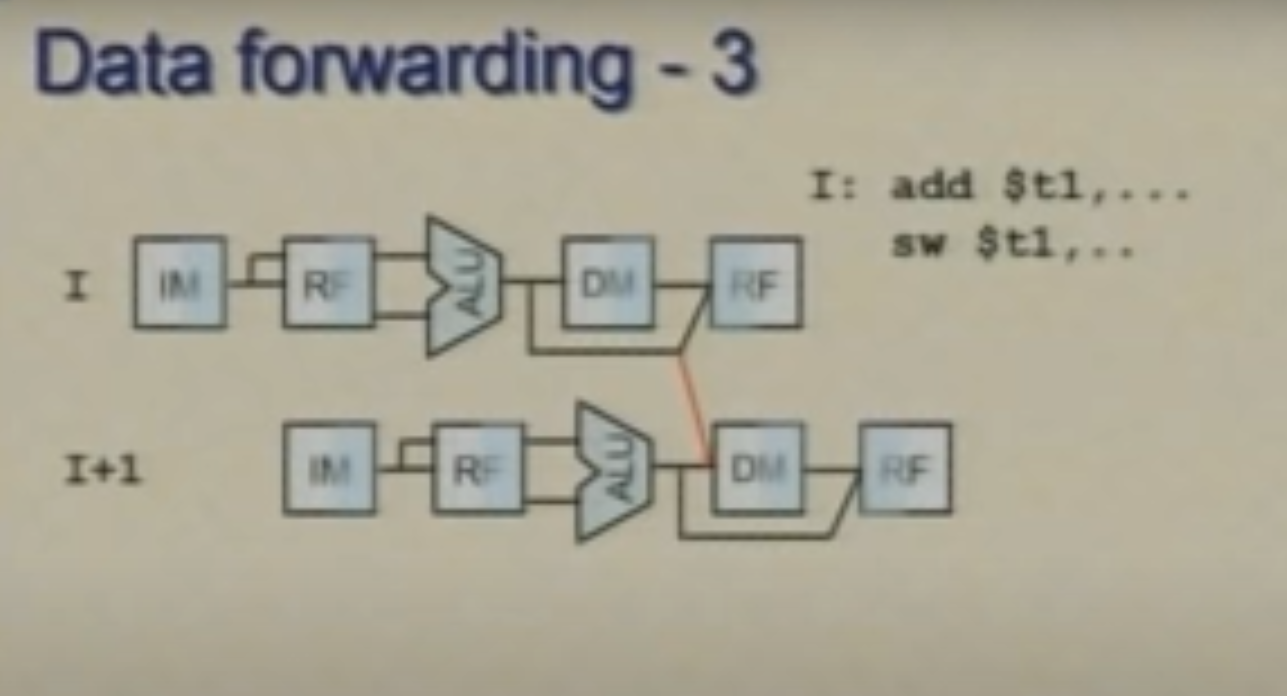 Data forwarding - 3
I: add $t1,...
sw $t1,..
I IM RF ALU DM RF
I+1 IM RF ALU DM RF